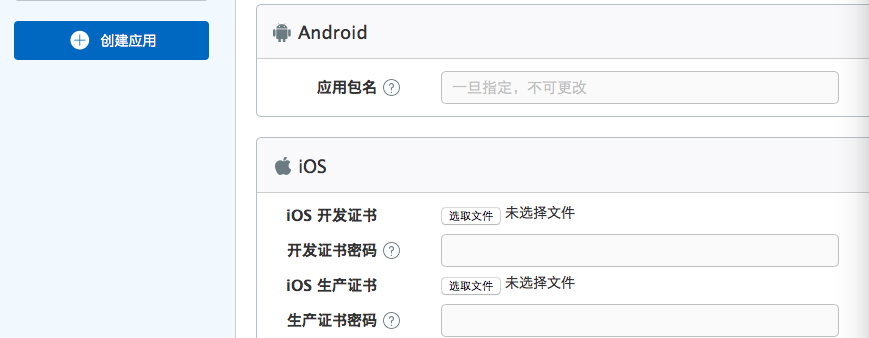 创建应用
Android
应用包名 ?
一旦指定，不可更改
iOS
iOS 开发证书 选取文件 未选择文件
开发证书密码 ?
iOS 生产证书 选取文件 未选择文件
生产证书密码 ?